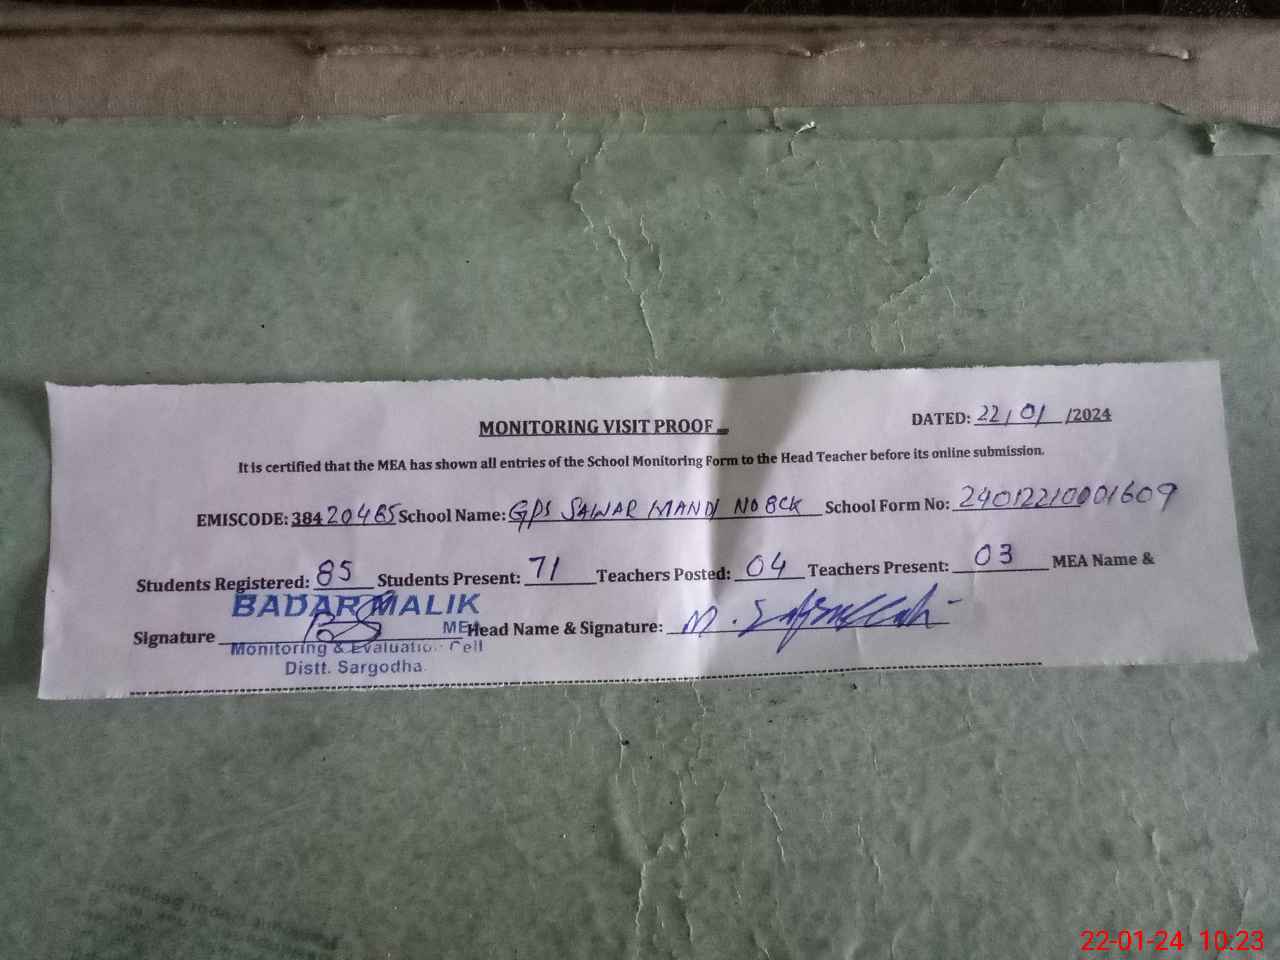 MONITORING VISIT PROOF
DATED: 22/01/2024
It is certified that the MEA has shown all entries of the School Monitoring Form to the Head Teacher before its online submission.
EMISCODE: 38420485 School Name: GPS SAWAR MANDI NO 8CK School Form No: 24012210001609
Students Registered: 85 Students Present: 71 Teachers Posted: 04 Teachers Present: 03 MEA Name &
Signature Head Name & Signature:
BADAR MALIK
MEA
Monitoring & Evaluation Cell
Distt. Sargodha
22-01-24 10:23